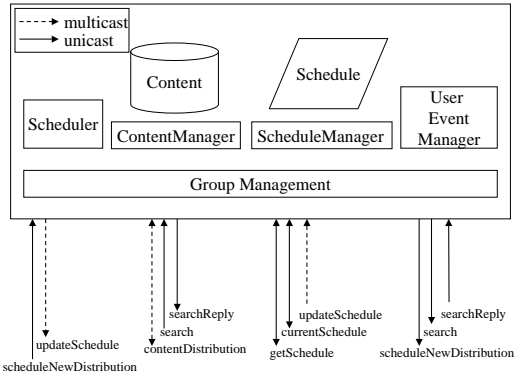 multicast
unicast
Content
Schedule
Scheduler
ContentManager
ScheduleManager
User
Event
Manager
Group Management
searchReply
updateSchedule
searchReply
search
currentSchedule
search
updateSchedule
contentDistribution
getSchedule
scheduleNewDistribution
scheduleNewDistribution